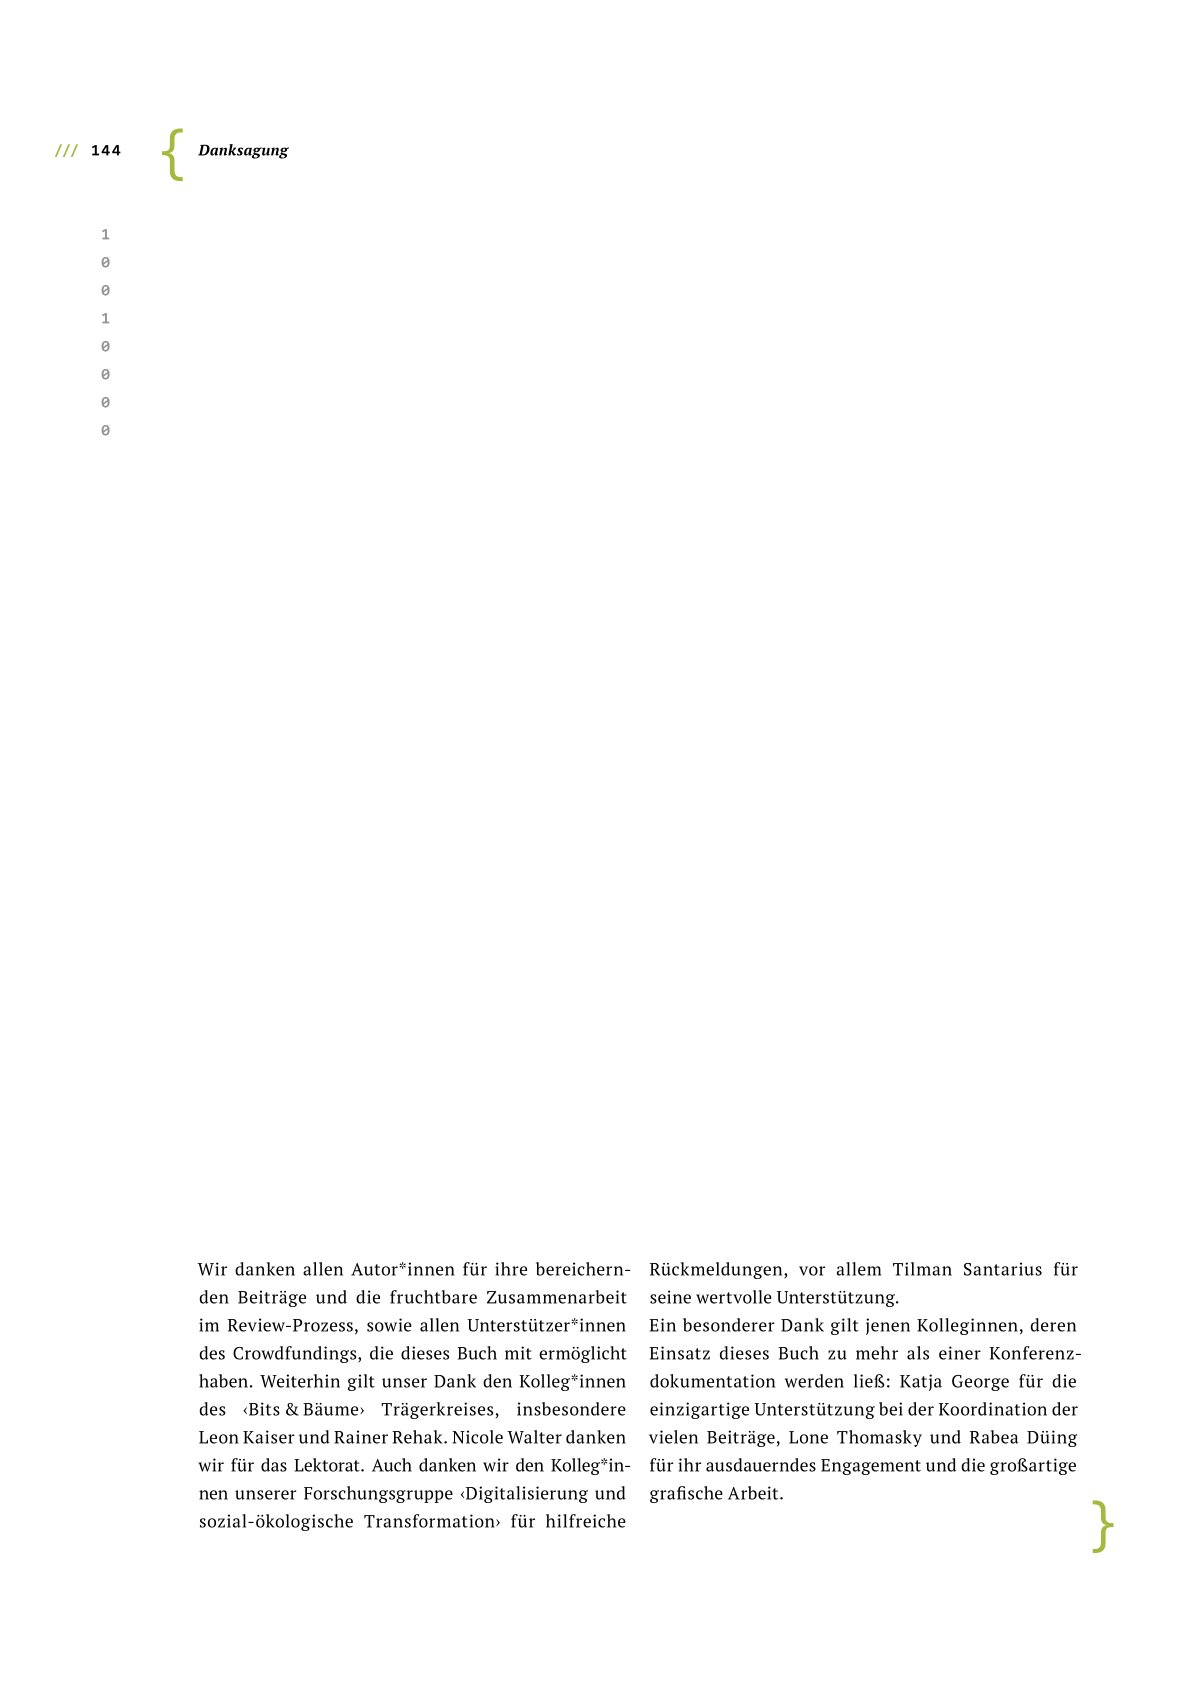 /// 144 { Danksagung
1
0
0
1
0
0
0
0
Wir danken allen Autor*innen für ihre bereichern-
den Beiträge und die fruchtbare Zusammenarbeit
im Review-Prozess, sowie allen Unterstützer*innen
des Crowdfundings, die dieses Buch mit ermöglicht
haben. Weiterhin gilt unser Dank den Kolleg*innen
des ‹Bits & Bäume› Trägerkreises, insbesondere
Leon Kaiser und Rainer Rehak. Nicole Walter danken
wir für das Lektorat. Auch danken wir den Kolleg*in-
nen unserer Forschungsgruppe ‹Digitalisierung und
sozial-ökologische Transformation› für hilfreiche
Rückmeldungen, vor allem Tilman Santarius für
seine wertvolle Unterstützung.
Ein besonderer Dank gilt jenen Kolleginnen, deren
Einsatz dieses Buch zu mehr als einer Konferenz-
dokumentation werden ließ: Katja George für die
einzigartige Unterstützung bei der Koordination der
vielen Beiträge, Lone Thomasky und Rabea Düing
für ihr ausdauerndes Engagement und die großartige
grafische Arbeit.
}